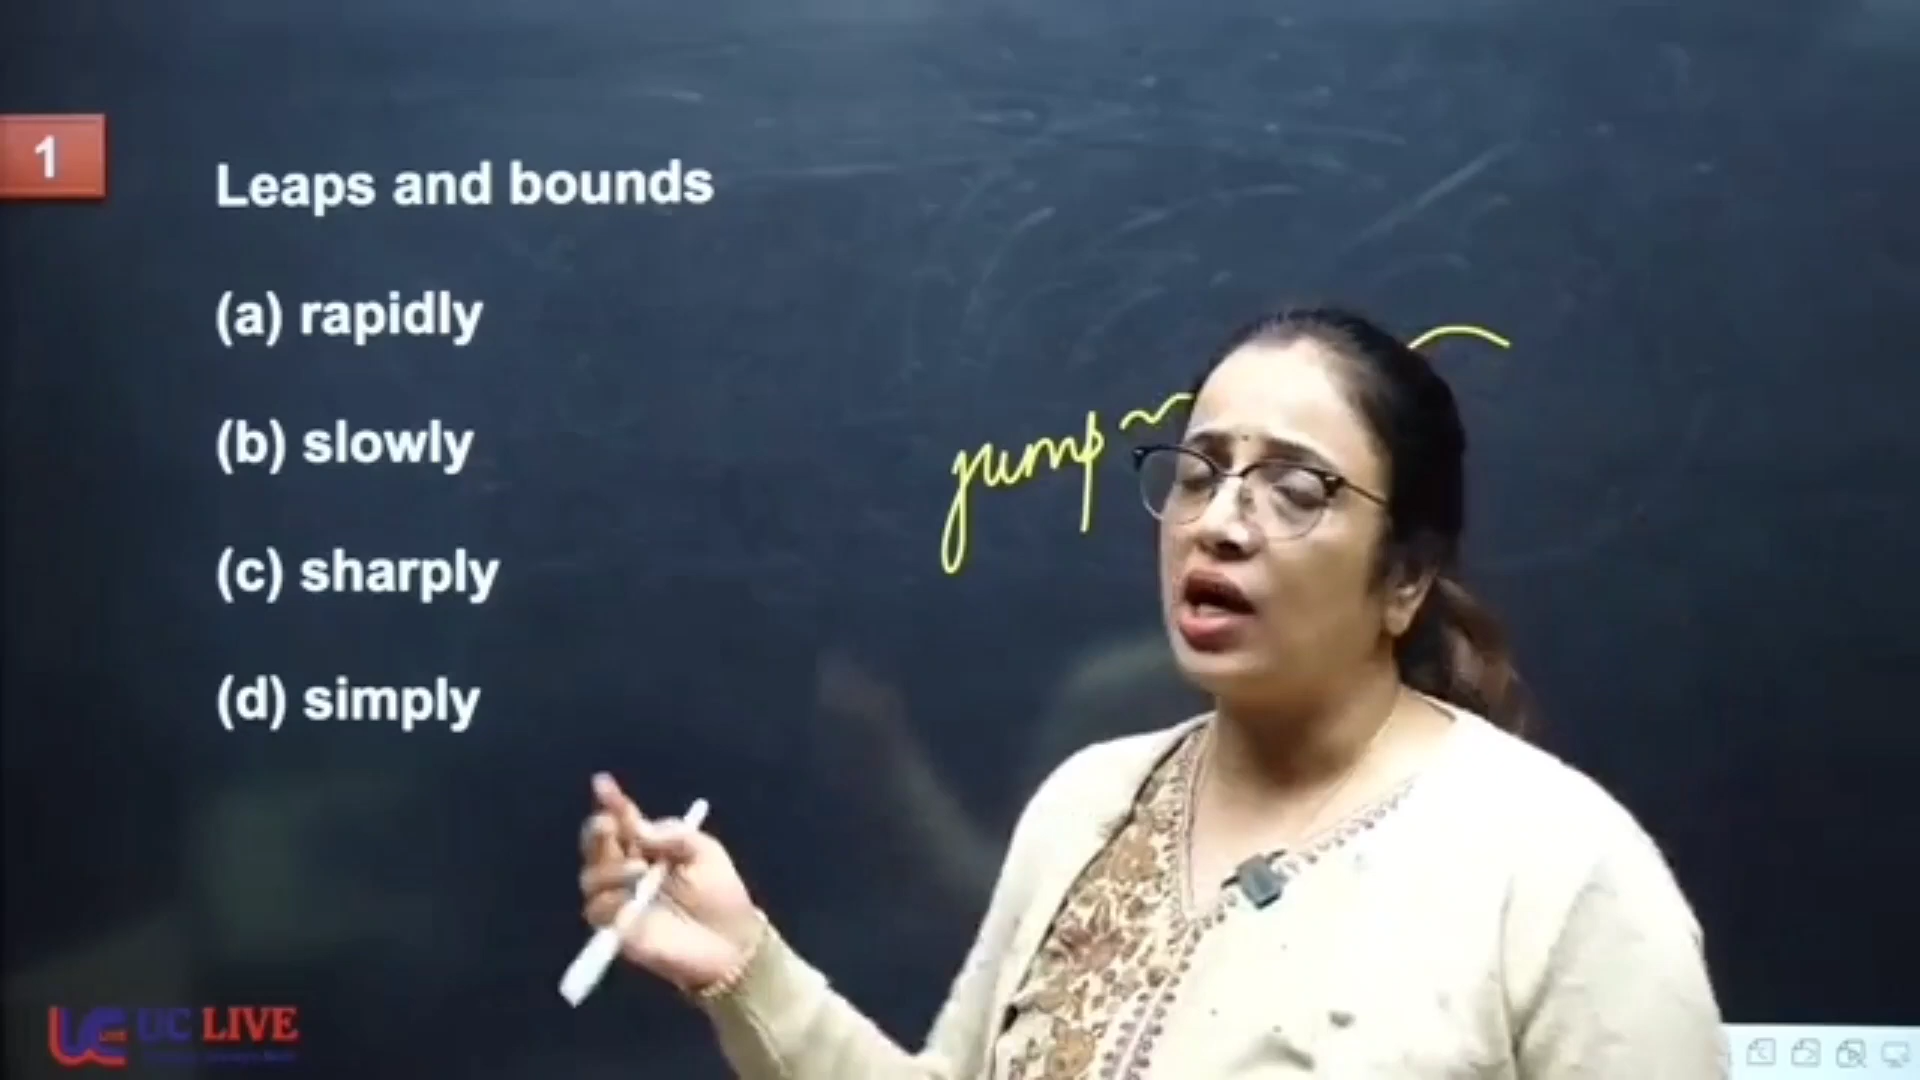 1
Leaps and bounds
(a) rapidly
(b) slowly
(c) sharply
(d) simply
jump
UC LIVE